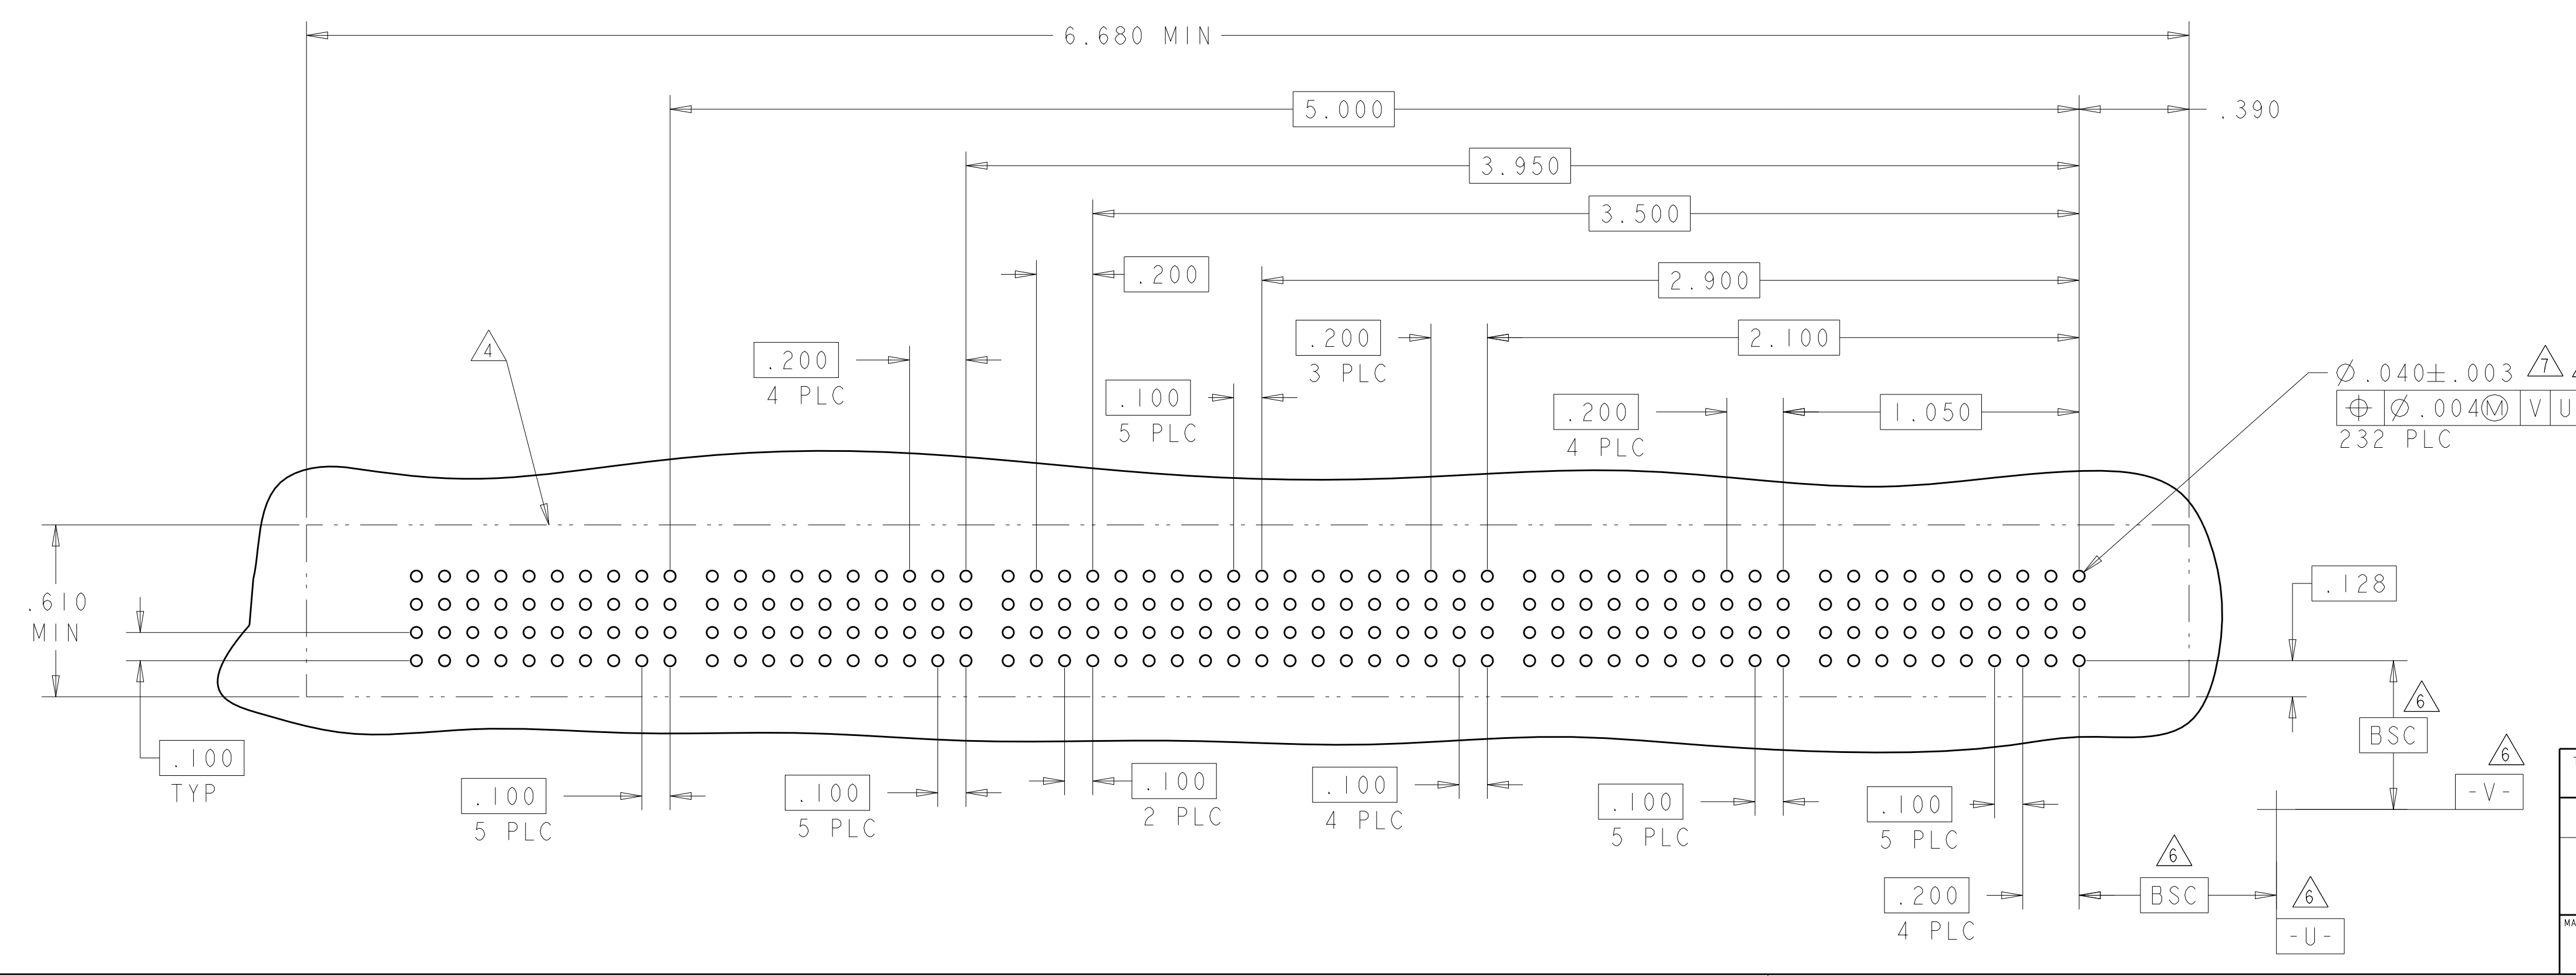 6.680 MIN
5.000
.390
3.950
3.500
.200
2.900
.200
3 PLC
2.100
4
.200
4 PLC
.100
5 PLC
.200
4 PLC
1.050
Ø.040±.003 7
⌖ Ø.004Ⓜ V U
232 PLC
.610
MIN
.128
6
BSC
6
-V-
.100
TYP
.100
5 PLC
.100
5 PLC
.100
2 PLC
.100
4 PLC
.100
5 PLC
.100
5 PLC
6
.200
4 PLC
BSC
6
-U-
MA